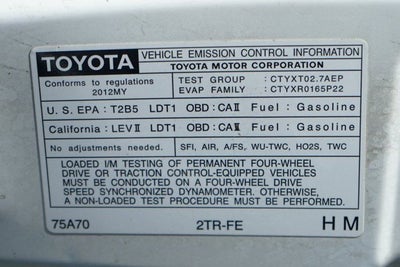 TOYOTA VEHICLE EMISSION CONTROL INFORMATION
TOYOTA MOTOR CORPORATION
Conforms to regulations
2012MY
TEST GROUP : CTYXT02.7AEP
EVAP FAMILY : CTYXR0165P22
U.S. EPA : T2B5 LDT1 OBD : CAⅡ Fuel : Gasoline
California : LEVⅡ LDT1 OBD : CAⅡ Fuel : Gasoline
No adjustments needed. SFI, AIR, A/FS, WU-TWC, HO2S, TWC
LOADED I/M TESTING OF PERMANENT FOUR-WHEEL
DRIVE OR TRACTION CONTROL-EQUIPPED VEHICLES
MUST BE CONDUCTED ON A FOUR-WHEEL
SPEED SYNCHRONIZED DYNAMOMETER. OTHERWISE,
A NON-LOADED TEST PROCEDURE MUST BE PERFORMED.
75A70 2TR-FE H M